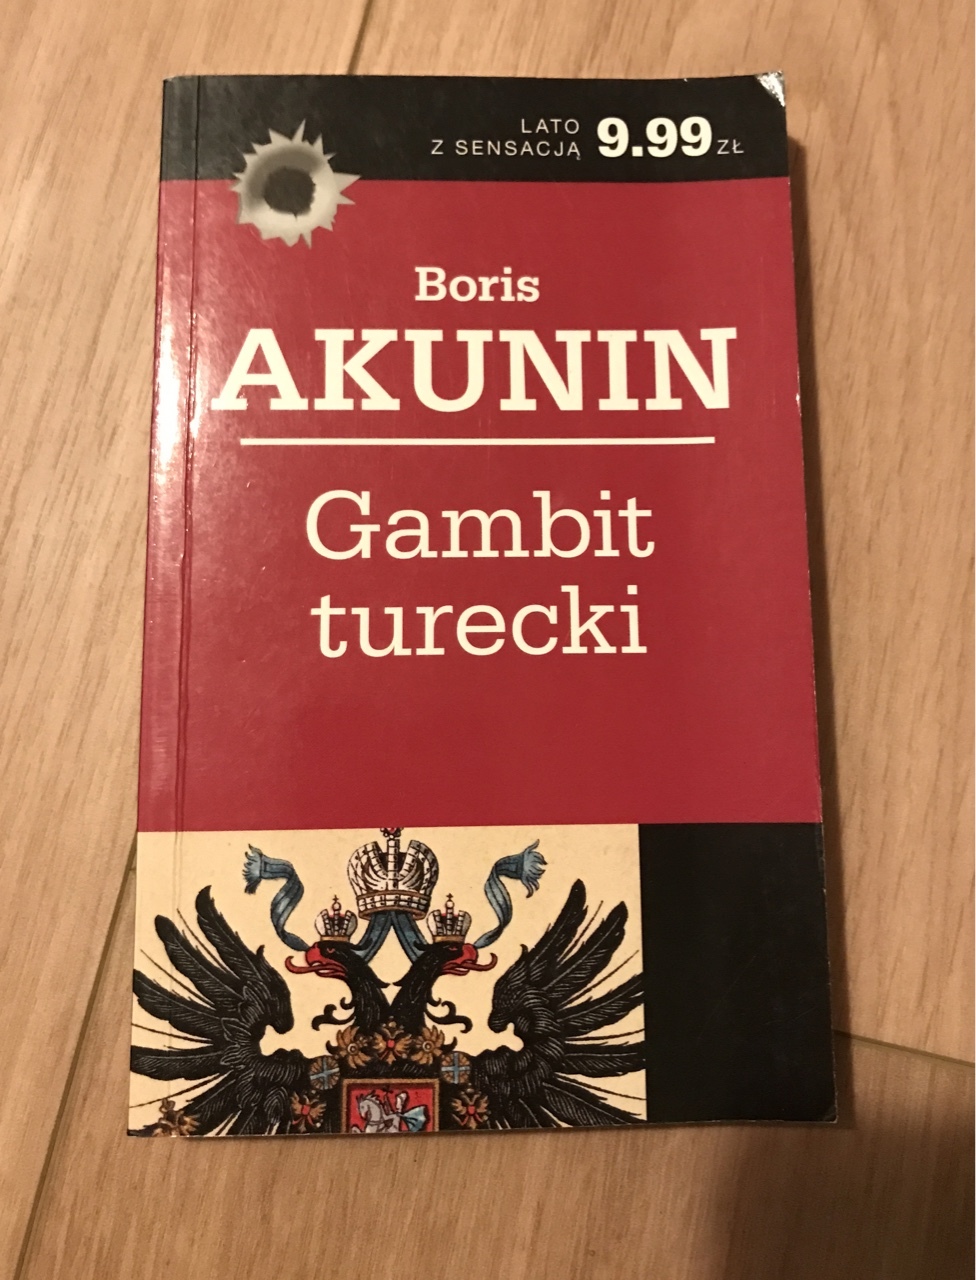 LATO
Z SENSACJĄ 9.99 ZŁ
Boris
AKUNIN
Gambit
turecki